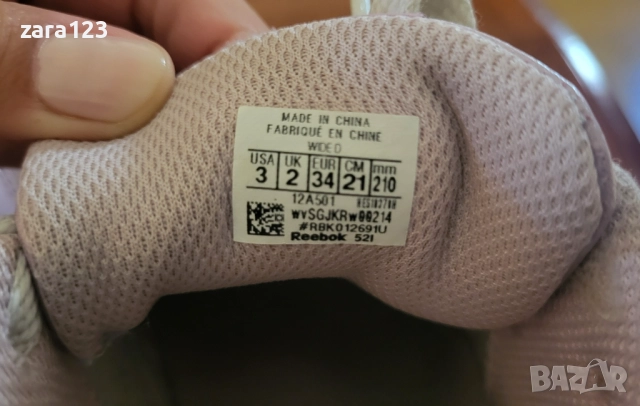 zara123
MADE IN CHINA
FABRIQUÉ EN CHINE
WIDE D
USA UK EUR CM mm
3 2 34 21 210
12A501
wvSGJKRw00214
#RBK012691U
Reebok 521
BAZAR